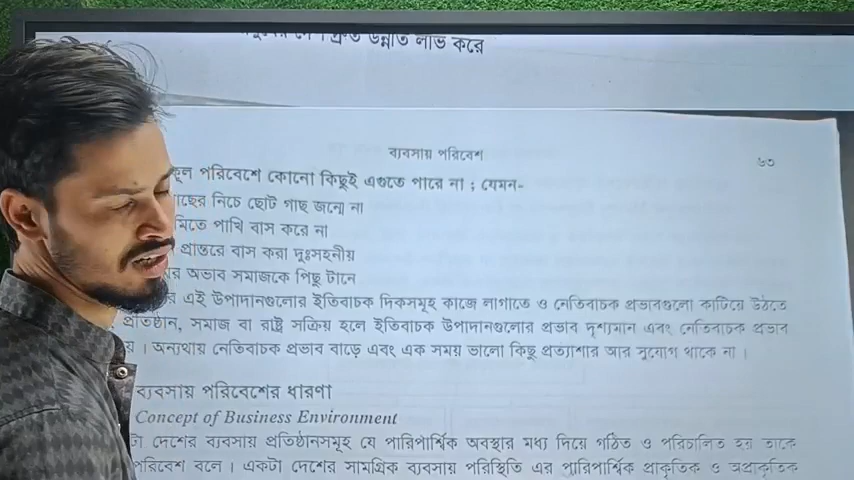 দ্রুত উন্নতি লাভ করে
ব্যবসায় পরিবেশ ৬৩
পরিবেশে কোনো কিছুই এগুতে পারে না ; যেমন-
নিচে ছোট গাছ জন্মে না
পাখি বাস করে না
প্রান্তরে বাস করা দুঃসহনীয়
অভাব সমাজকে পিছু টানে
এই উপাদানগুলোর ইতিবাচক দিকসমূহ কাজে লাগাতে ও নেতিবাচক প্রভাবগুলো কাটিয়ে উঠতে
প্রতিষ্ঠান, সমাজ বা রাষ্ট্র সক্রিয় হলে ইতিবাচক উপাদানগুলোর প্রভাব দৃশ্যমান এবং নেতিবাচক প্রভাব
। অন্যথায় নেতিবাচক প্রভাব বাড়ে এবং এক সময় ভালো কিছু প্রত্যাশার আর সুযোগ থাকে না ।
ব্যবসায় পরিবেশের ধারণা
Concept of Business Environment
দেশের ব্যবসায় প্রতিষ্ঠানসমূহ যে পারিপার্শ্বিক অবস্থার মধ্য দিয়ে গঠিত ও পরিচালিত হয় তাকে
পরিবেশ বলে । একটা দেশের সামগ্রিক ব্যবসায় পরিস্থিতি এর পারিপার্শ্বিক প্রাকৃতিক ও অপ্রাকৃতিক